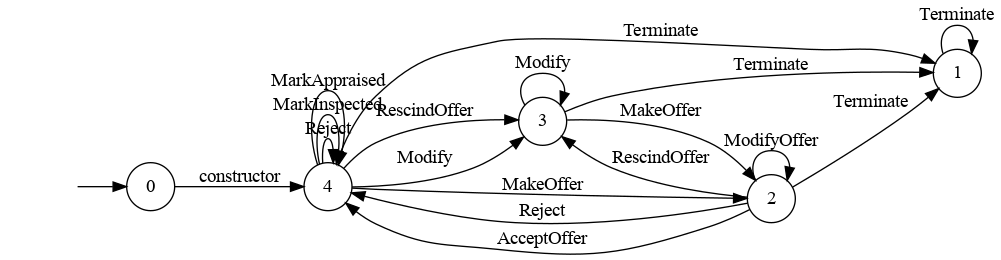 Terminate
Terminate
MarkAppraised
Modify
Terminate
1
MarkInspected
RescindOffer
MakeOffer
Terminate
Reject
3
ModifyOffer
Modify
RescindOffer
constructor
0
4
MakeOffer
2
Reject
AcceptOffer